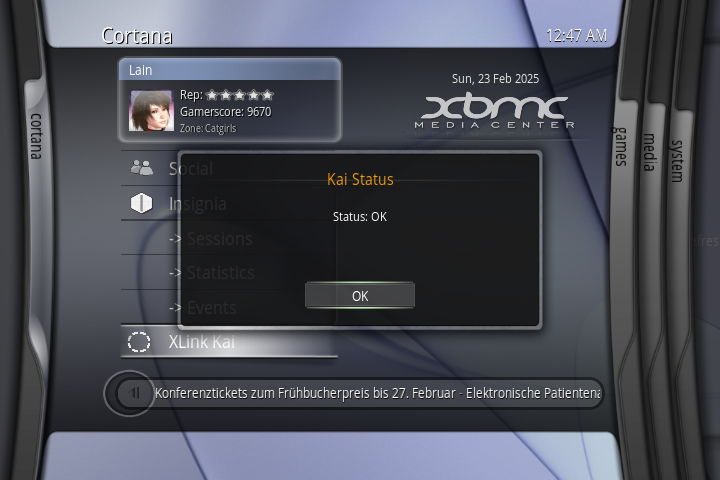 Cortana
12:47 AM
Lain
Rep:
Gamerscore: 9670
Zone: Catgirls
Sun, 23 Feb 2025
xbmc
MEDIA CENTER
cortana
games
media
system
Social
Insignia
-> Sessions
-> Statistics
-> Events
XLink Kai
Kai Status
Status: OK
OK
Konferenztickets zum Frühbucherpreis bis 27. Februar - Elektronische Patientena